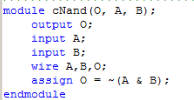 module cNand(O, A, B);
output O;
input A;
input B;
wire A,B,O;
assign O = ~(A & B);
endmodule